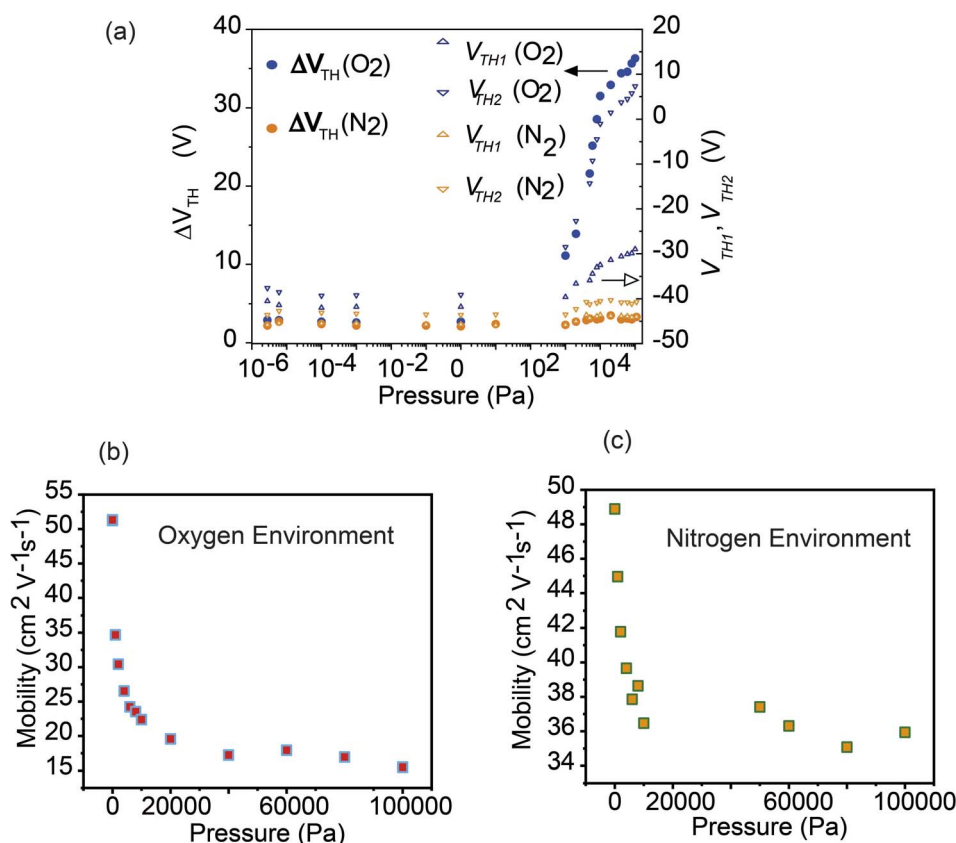 (a)
ΔV_TH (V)
40
30
20
10
0
ΔV_TH (O2)
ΔV_TH (N2)
V_TH1 (O2)
V_TH2 (O2)
V_TH1 (N2)
V_TH2 (N2)
20
10
0
-10
-20
-30
-40
-50
V_TH1, V_TH2 (V)
10^-6 10^-4 10^-2 10^0 10^2 10^4
Pressure (Pa)
(b)
Oxygen Environment
Mobility (cm^2 V^-1s^-1)
55
50
45
40
35
30
25
20
15
0 20000 60000 100000
Pressure (Pa)
(c)
Nitrogen Environment
Mobility (cm^2 V^-1s^-1)
50
48
46
44
42
40
38
36
34
0 20000 60000 100000
Pressure (Pa)